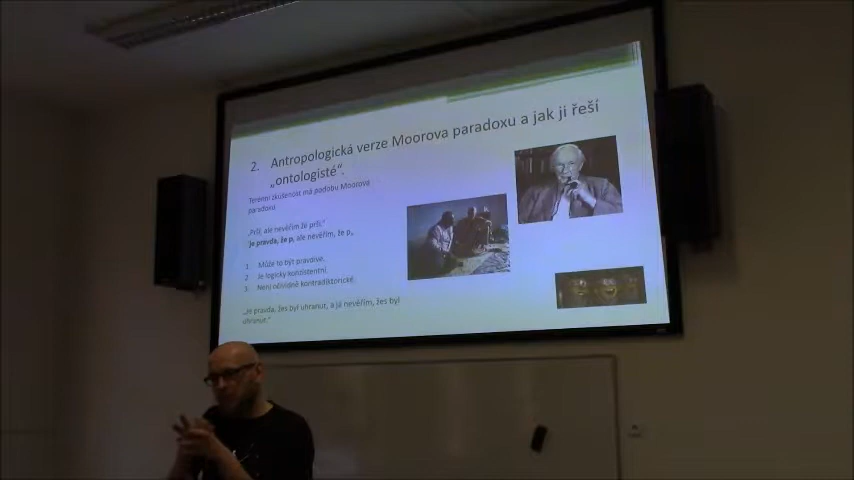 2. Antropologická verze Moorova paradoxu a jak ji řeší
„ontologisté“.
Terénní zkušenost má podobu Moorova
paradoxu.
„Prší, ale nevěřím že prší.“
Je pravda, že p, ale nevěřím, že p.
1. Může to být pravdivé.
2. Je logicky konzistentní.
3. Není očividně kontradiktorické.
„Je pravda, žes byl uhranut, a já nevěřím, žes byl
uhranut.“